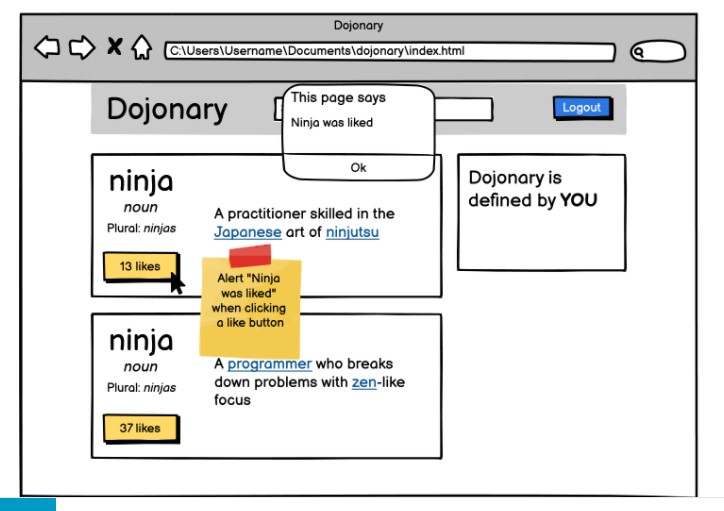 Dojonary
C:\Users\Username\Documents\dojonary\index.html
Dojonary
Logout
This page says
Ninja was liked
Ok
ninja
noun
Plural: ninjas
13 likes
A practitioner skilled in the
Japanese art of ninjutsu
Alert "Ninja
was liked"
when clicking
a like button
Dojonary is
defined by YOU
ninja
noun
Plural: ninjas
37 likes
A programmer who breaks
down problems with zen-like
focus